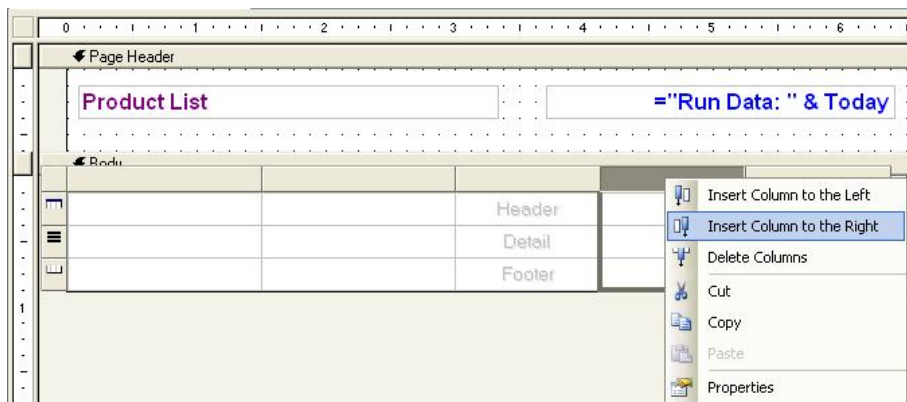 0 1 2 3 4 5 6
Page Header
Product List ="Run Data: " & Today
Body
Insert Column to the Left
Header Insert Column to the Right
Detail Delete Columns
Footer Cut
1 Copy
Paste
Properties